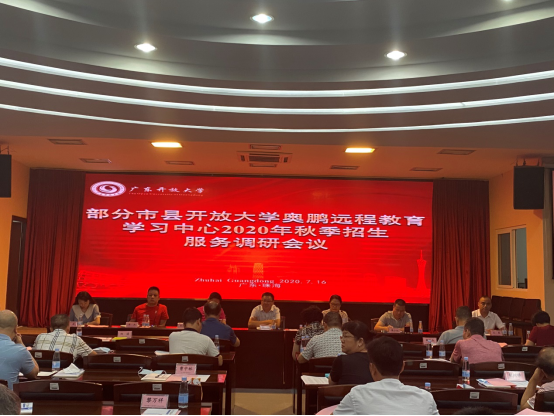 广东开放大学
部分市县开放大学奥鹏远程教育
学习中心2020年秋季招生
服务调研会议
Zhuhai Guangdong 2020.7.16
广东·珠海